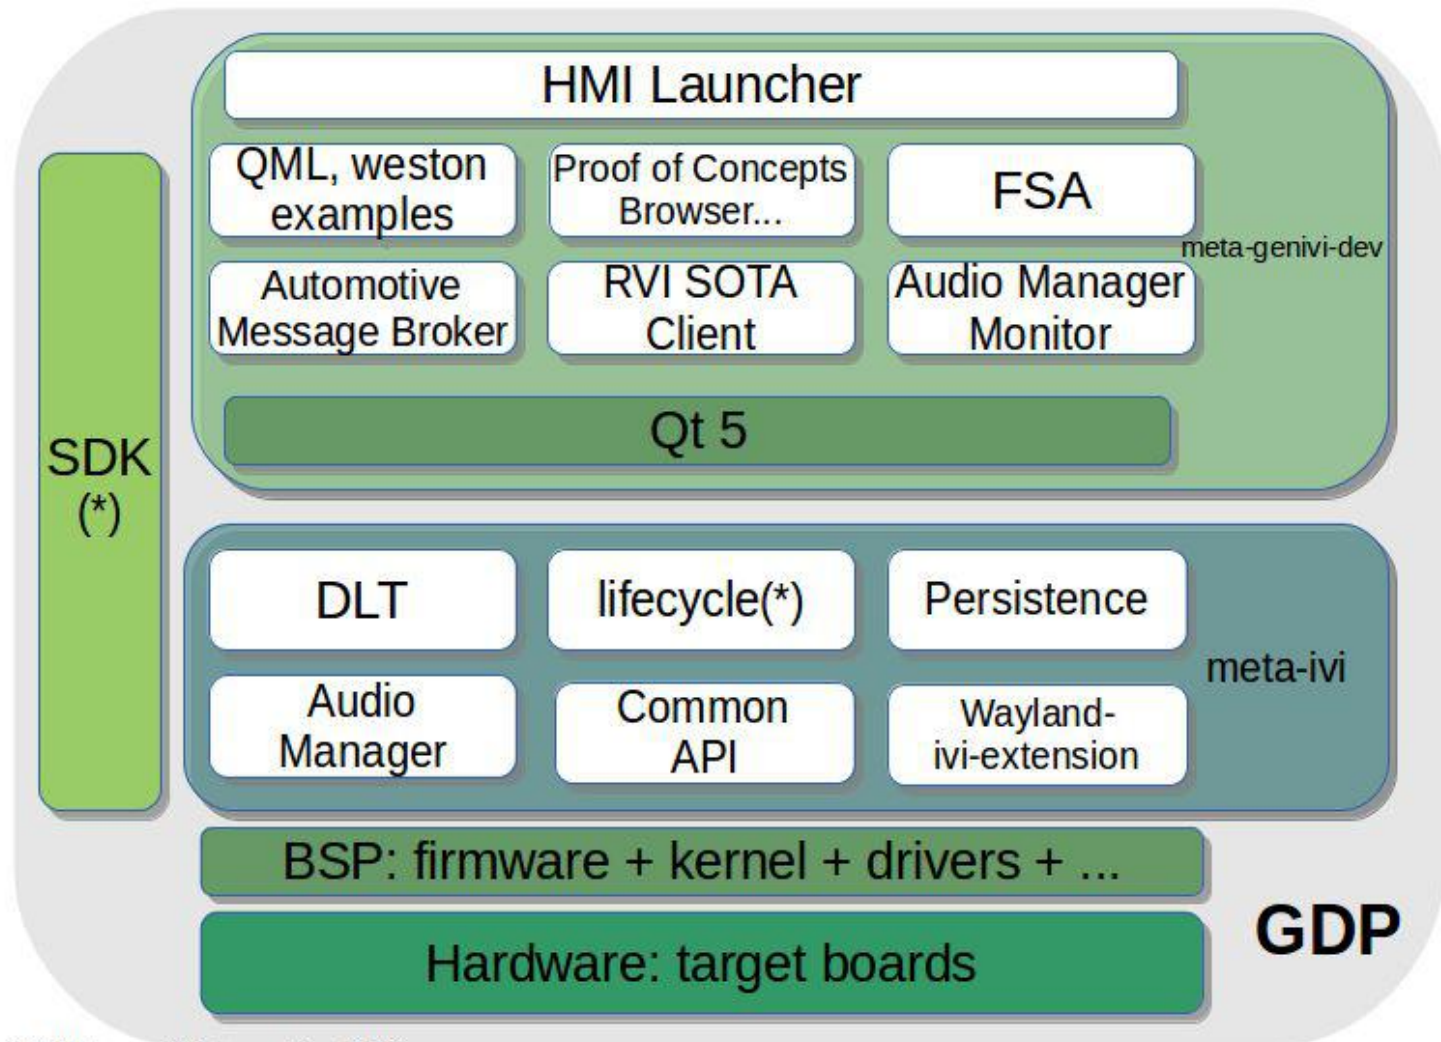 HMI Launcher
QML, weston
examples
Proof of Concepts
Browser...
FSA
meta-genivi-dev
Automotive
Message Broker
RVI SOTA
Client
Audio Manager
Monitor
Qt 5
SDK
(*)
DLT
lifecycle(*)
Persistence
meta-ivi
Audio
Manager
Common
API
Wayland-
ivi-extension
BSP: firmware + kernel + drivers + ...
GDP
Hardware: target boards